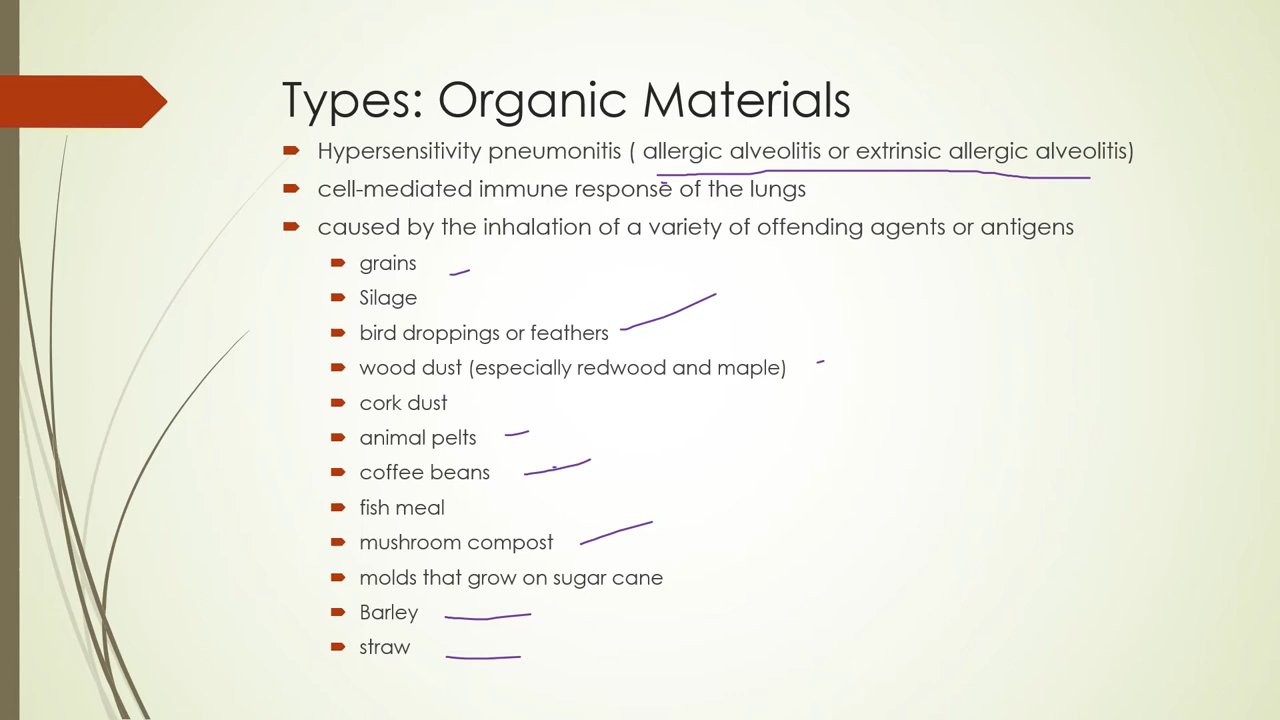 Types: Organic Materials
Hypersensitivity pneumonitis ( allergic alveolitis or extrinsic allergic alveolitis)
cell-mediated immune response of the lungs
caused by the inhalation of a variety of offending agents or antigens
grains
Silage
bird droppings or feathers
wood dust (especially redwood and maple)
cork dust
animal pelts
coffee beans
fish meal
mushroom compost
molds that grow on sugar cane
Barley
straw